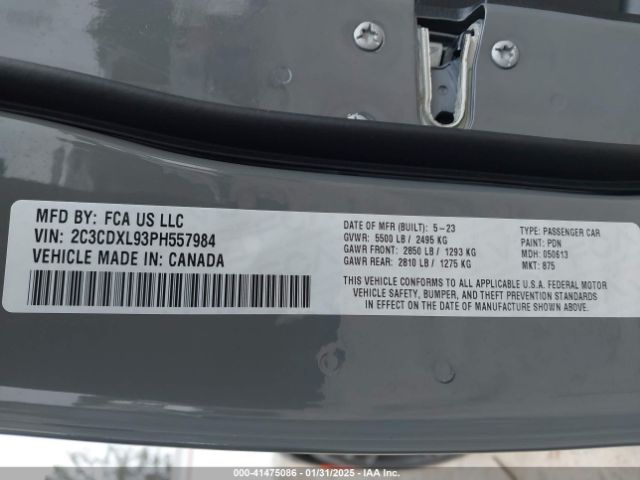 MFD BY: FCA US LLC
VIN: 2C3CDXL93PH557984
VEHICLE MADE IN: CANADA
DATE OF MFR (BUILT): 5-23
GVWR: 5500 LB / 2495 KG
GAWR FRONT: 2850 LB / 1293 KG
GAWR REAR: 2810 LB / 1275 KG
TYPE: PASSENGER CAR
PAINT: PDN
MDH: 050613
MKT: 875
THIS VEHICLE CONFORMS TO ALL APPLICABLE U.S.A. FEDERAL MOTOR
VEHICLE SAFETY, BUMPER, AND THEFT PREVENTION STANDARDS
IN EFFECT ON THE DATE OF MANUFACTURE SHOWN ABOVE.
000-41475086 - 01/31/2025 - IAAI.COM